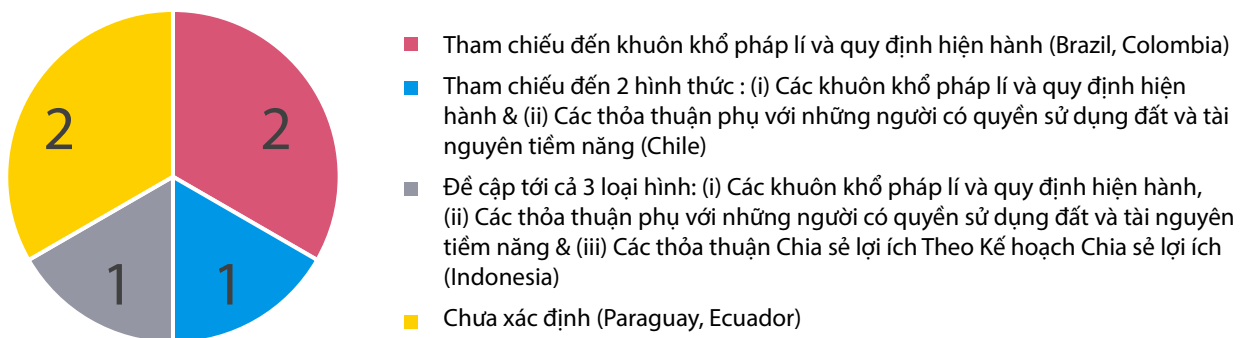 2
2
1
1
Tham chiếu đến khuôn khổ pháp lí và quy định hiện hành (Brazil, Colombia)
Tham chiếu đến 2 hình thức : (i) Các khuôn khổ pháp lí và quy định hiện
hành & (ii) Các thỏa thuận phụ với những người có quyền sử dụng đất và tài
nguyên tiềm năng (Chile)
Đề cập tới cả 3 loại hình: (i) Các khuôn khổ pháp lí và quy định hiện hành,
(ii) Các thỏa thuận phụ với những người có quyền sử dụng đất và tài nguyên
tiềm năng & (iii) Các thỏa thuận Chia sẻ lợi ích Theo Kế hoạch Chia sẻ lợi ích
(Indonesia)
Chưa xác định (Paraguay, Ecuador)